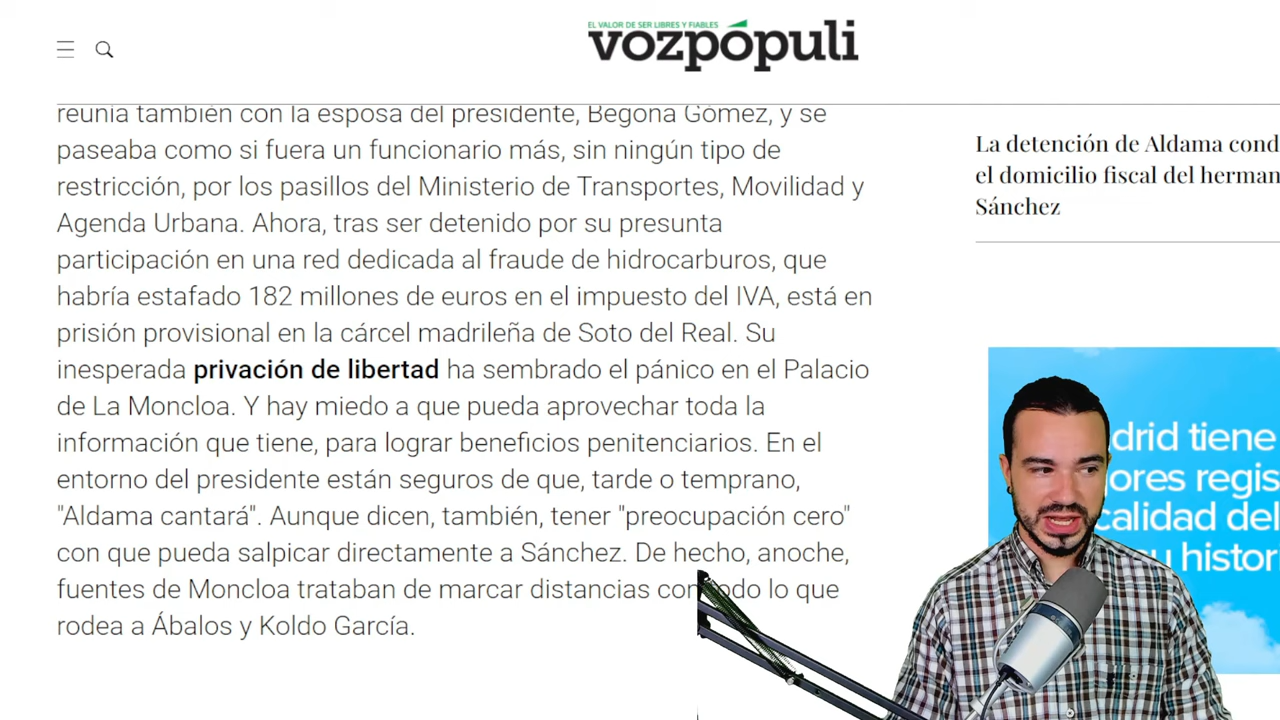 EL VALOR DE SER LIBRES Y FIABLES
vozpópuli
reunía también con la esposa del presidente, Begoña Gómez, y se
paseaba como si fuera un funcionario más, sin ningún tipo de
restricción, por los pasillos del Ministerio de Transportes, Movilidad y
Agenda Urbana. Ahora, tras ser detenido por su presunta
participación en una red dedicada al fraude de hidrocarburos, que
habría estafado 182 millones de euros en el impuesto del IVA, está en
prisión provisional en la cárcel madrileña de Soto del Real. Su
inesperada privación de libertad ha sembrado el pánico en el Palacio
de La Moncloa. Y hay miedo a que pueda aprovechar toda la
información que tiene, para lograr beneficios penitenciarios. En el
entorno del presidente están seguros de que, tarde o temprano,
"Aldama cantará". Aunque dicen, también, tener "preocupación cero"
con que pueda salpicar directamente a Sánchez. De hecho, anoche,
fuentes de Moncloa trataban de marcar distancias con todo lo que
rodea a Ábalos y Koldo García.
La detención de Aldama cond
el domicilio fiscal del herman
Sánchez
drid tiene
ores regis
calidad del
su histor